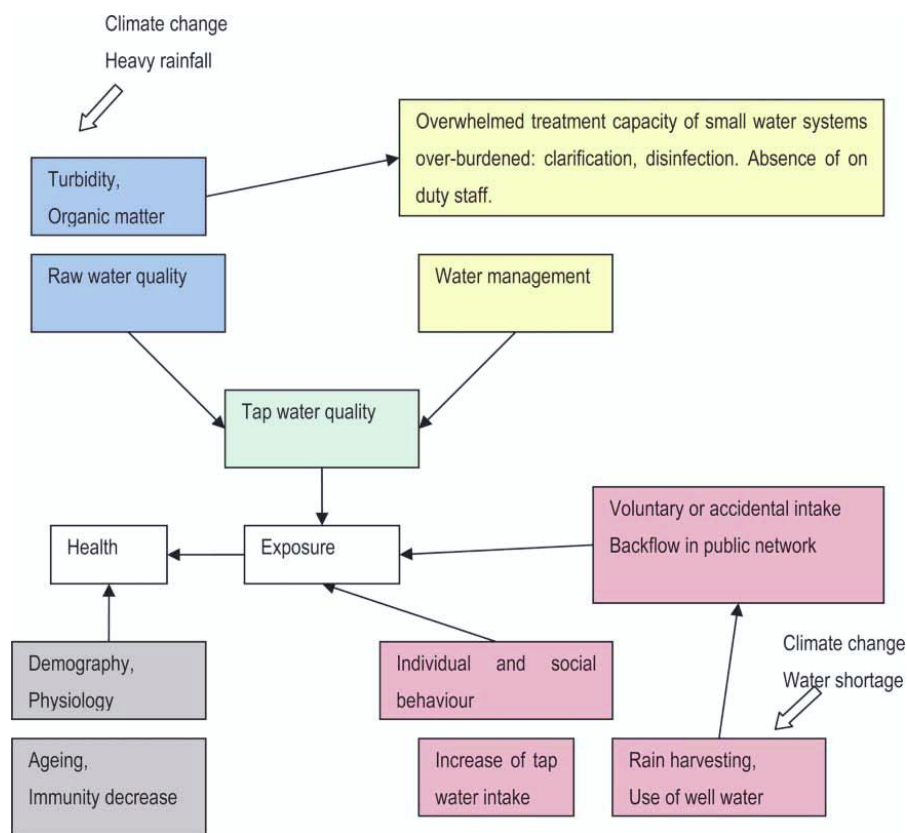 Climate change
Heavy rainfall
Overwhelmed treatment capacity of small water systems
over-burdened: clarification, disinfection. Absence of on
duty staff.
Turbidity,
Organic matter
Raw water quality
Water management
Tap water quality
Voluntary or accidental intake
Backflow in public network
Health
Exposure
Climate change
Water shortage
Demography,
Physiology
Individual and social
behaviour
Ageing,
Immunity decrease
Increase of tap
water intake
Rain harvesting,
Use of well water